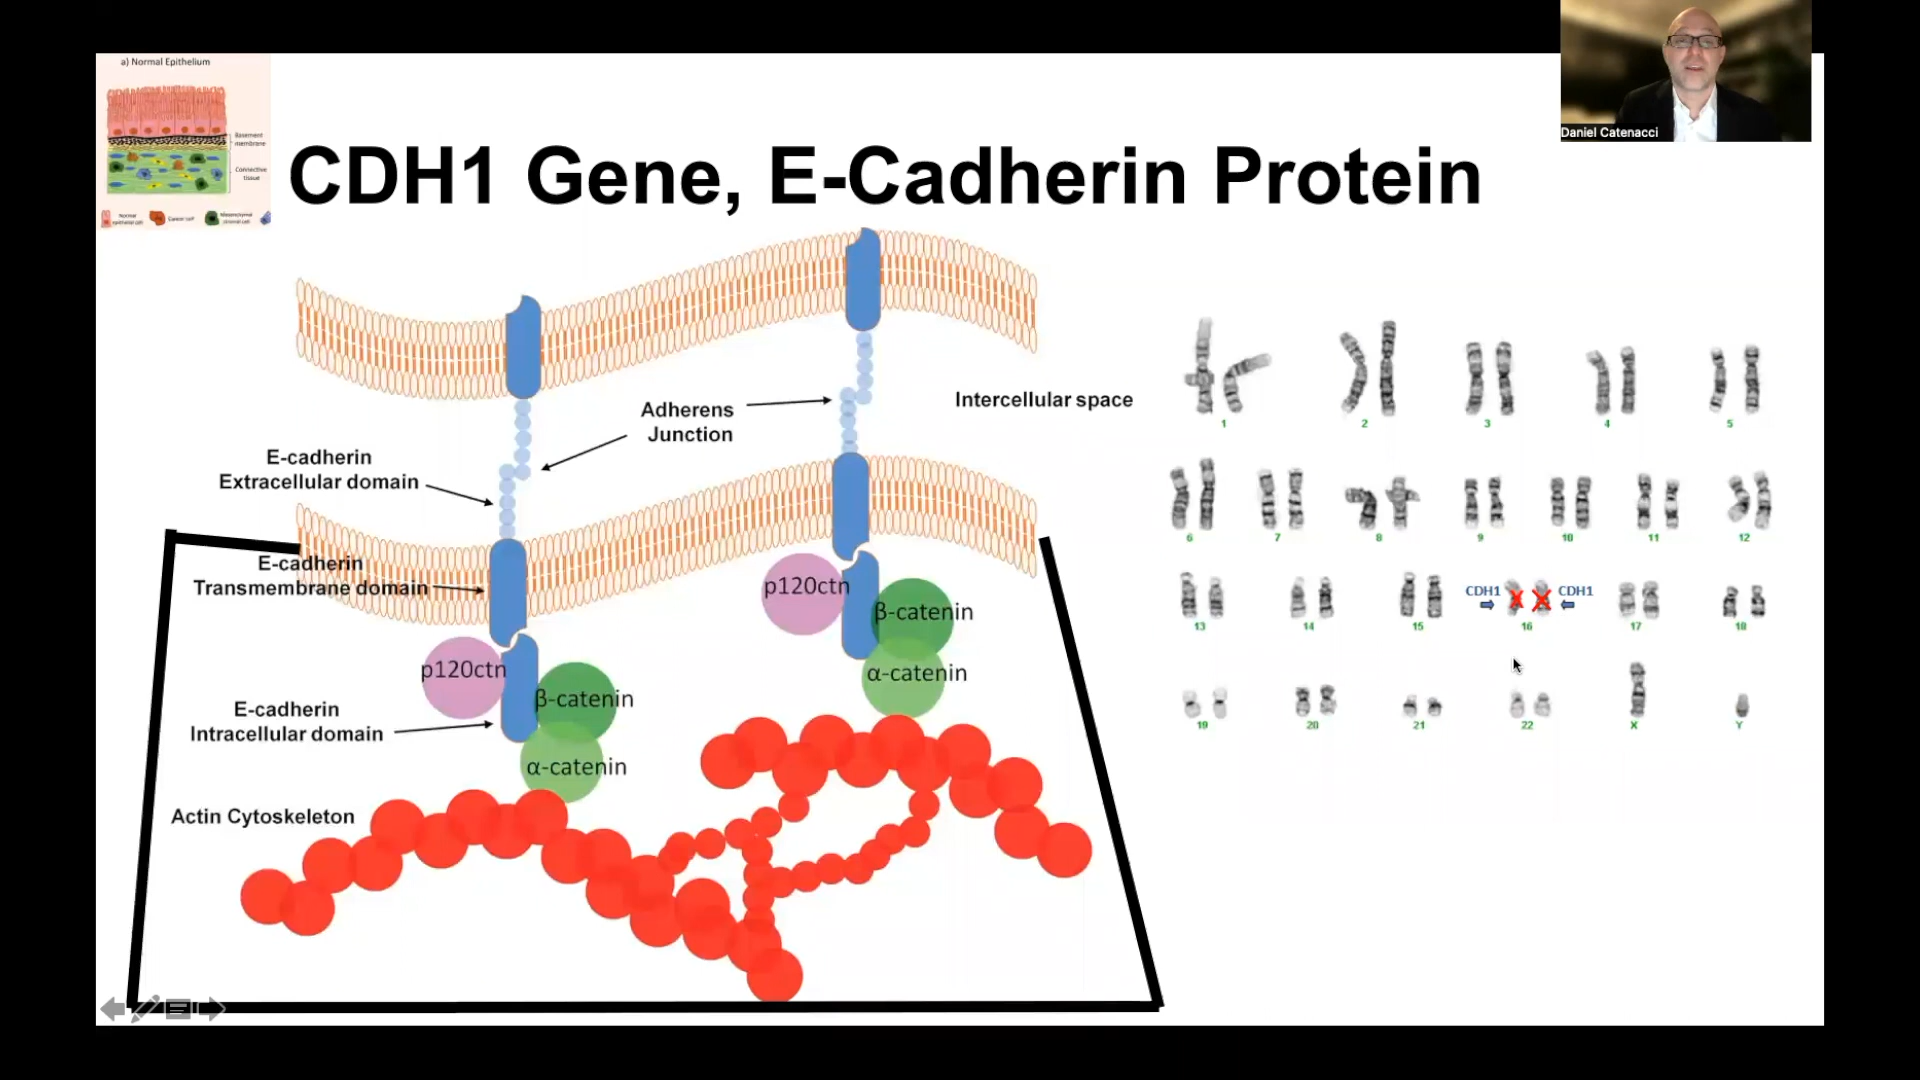 a) Normal Epithelium
Basement
membrane
Connective
tissue
Normal
epithelial cell
Cancer cell
Mesenchymal
stromal cell
Daniel Catenacci
CDH1 Gene, E-Cadherin Protein
Adherens
Junction
Intercellular space
E-cadherin
Extracellular domain
E-cadherin
Transmembrane domain
p120ctn
β-catenin
α-catenin
p120ctn
β-catenin
α-catenin
E-cadherin
Intracellular domain
Actin Cytoskeleton
1 2 3 4 5
6 7 8 9 10 11 12
CDH1 CDH1
13 14 15 16 17 18
19 20 21 22 X Y